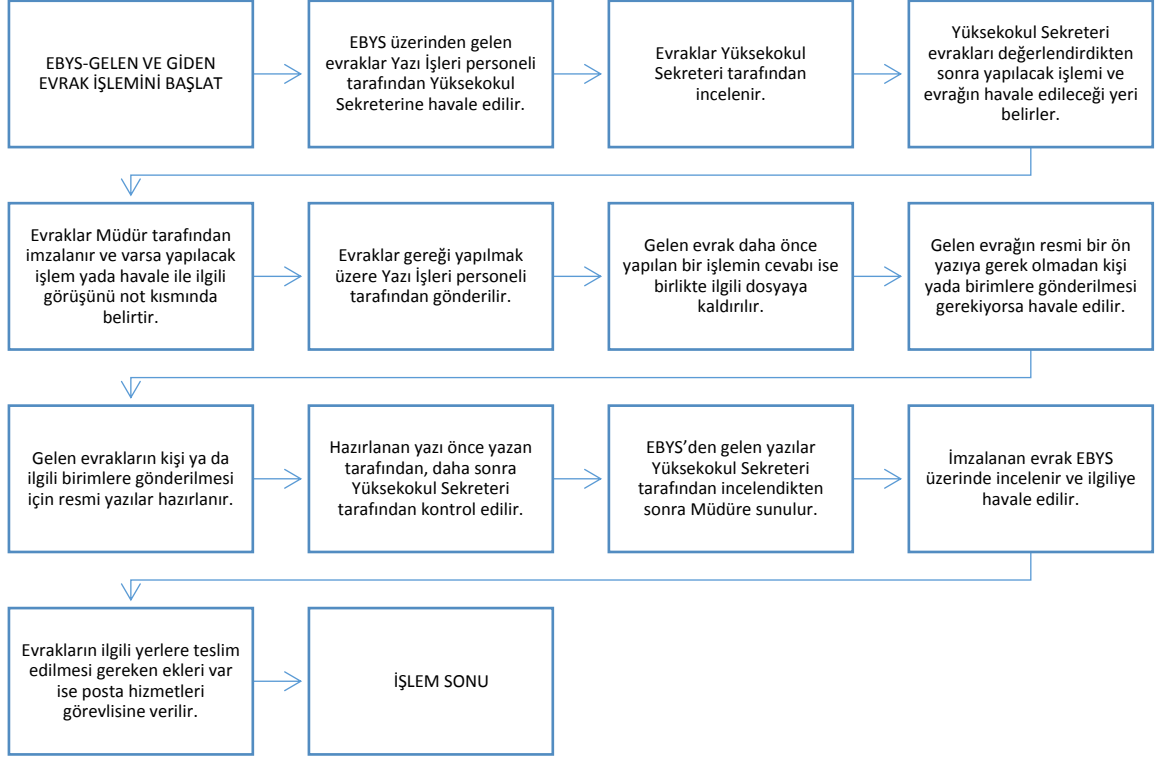 EBYS-GELEN VE GİDEN
EVRAK İŞLEMİNİ BAŞLAT
EBYS üzerinden gelen
evraklar Yazı İşleri personeli
tarafından Yüksekokul
Sekreterine havale edilir.
Evraklar Yüksekokul
Sekreteri tarafından
incelenir.
Yüksekokul Sekreteri
evrakları değerlendirdikten
sonra yapılacak işlemi ve
evrağın havale edileceği yeri
belirler.
Evraklar Müdür tarafından
imzalanır ve varsa yapılacak
işlem yada havale ile ilgili
görüşünü not kısmında
belirtir.
Evraklar gereği yapılmak
üzere Yazı İşleri personeli
tarafından gönderilir.
Gelen evrak daha önce
yapılan bir işlemin cevabı ise
birlikte ilgili dosyaya
kaldırılır.
Gelen evrağın resmi bir ön
yazıya gerek olmadan kişi
yada birimlere gönderilmesi
gerekiyorsa havale edilir.
Gelen evrakların kişi ya da
ilgili birimlere gönderilmesi
için resmi yazılar hazırlanır.
Hazırlanan yazı önce yazan
tarafından, daha sonra
Yüksekokul Sekreteri
tarafından kontrol edilir.
EBYS’den gelen yazılar
Yüksekokul Sekreteri
tarafından incelendikten
sonra Müdüre sunulur.
İmzalanan evrak EBYS
üzerinde incelenir ve ilgiliye
havale edilir.
Evrakların ilgili yerlere teslim
edilmesi gereken ekleri var
ise posta hizmetleri
görevlisine verilir.
İŞLEM SONU